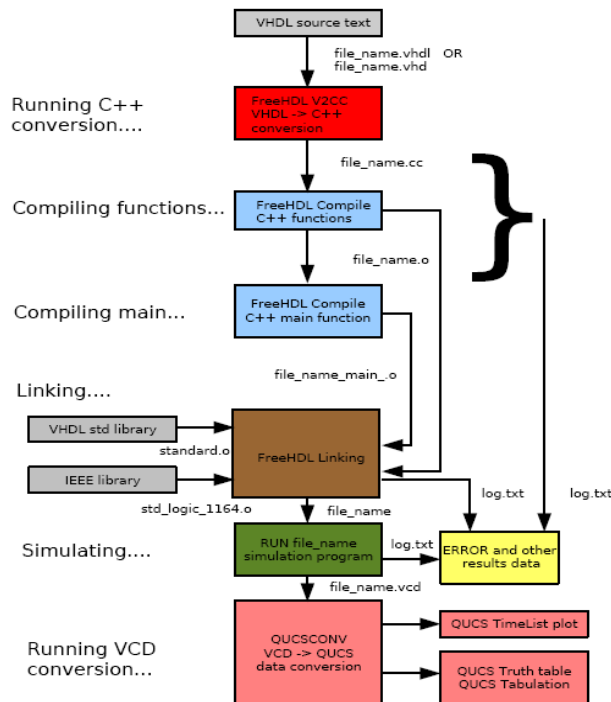 VHDL source text
file_name.vhdl OR
file_name.vhd
Running C++
conversion....
FreeHDL V2CC
VHDL -> C++
conversion
file_name.cc
Compiling functions...
FreeHDL Compile
C++ functions
file_name.o
Compiling main...
FreeHDL Compile
C++ main function
file_name_main_.o
Linking....
VHDL std library
standard.o
FreeHDL Linking
IEEE library
std_logic_1164.o
log.txt
log.txt
file_name
Simulating....
RUN file_name
simulation program
log.txt
ERROR and other
results data
file_name.vcd
Running VCD
conversion...
QUCSCONV
VCD -> QUCS
data conversion
QUCS TimeList plot
QUCS Truth table
QUCS Tabulation